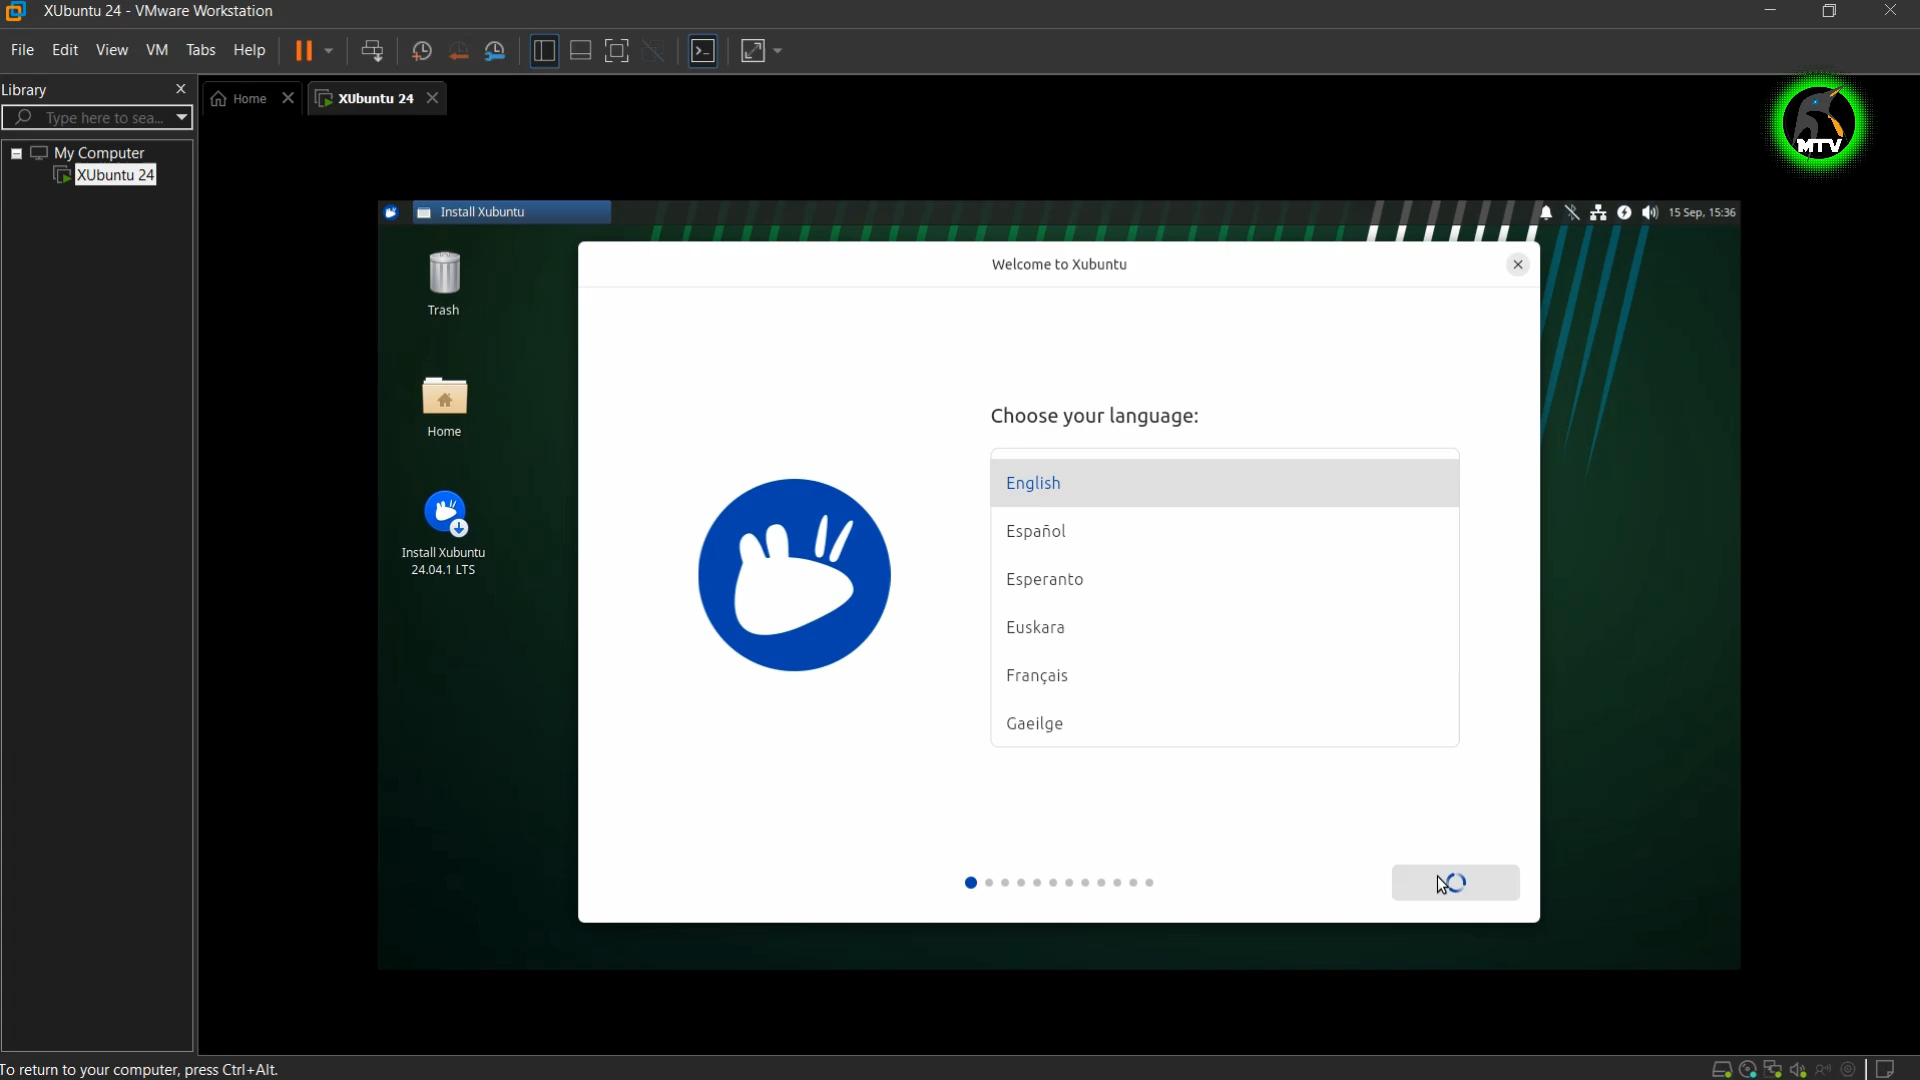 XUbuntu 24 - VMware Workstation
File Edit View VM Tabs Help
Library
Type here to sea...
My Computer
XUbuntu 24
Home
XUbuntu 24
MTV
Install Xubuntu
15 Sep, 15:36
Trash
Home
Install Xubuntu
24.04.1 LTS
Welcome to Xubuntu
Choose your language:
English
Español
Esperanto
Euskara
Français
Gaeilge
To return to your computer, press Ctrl+Alt.